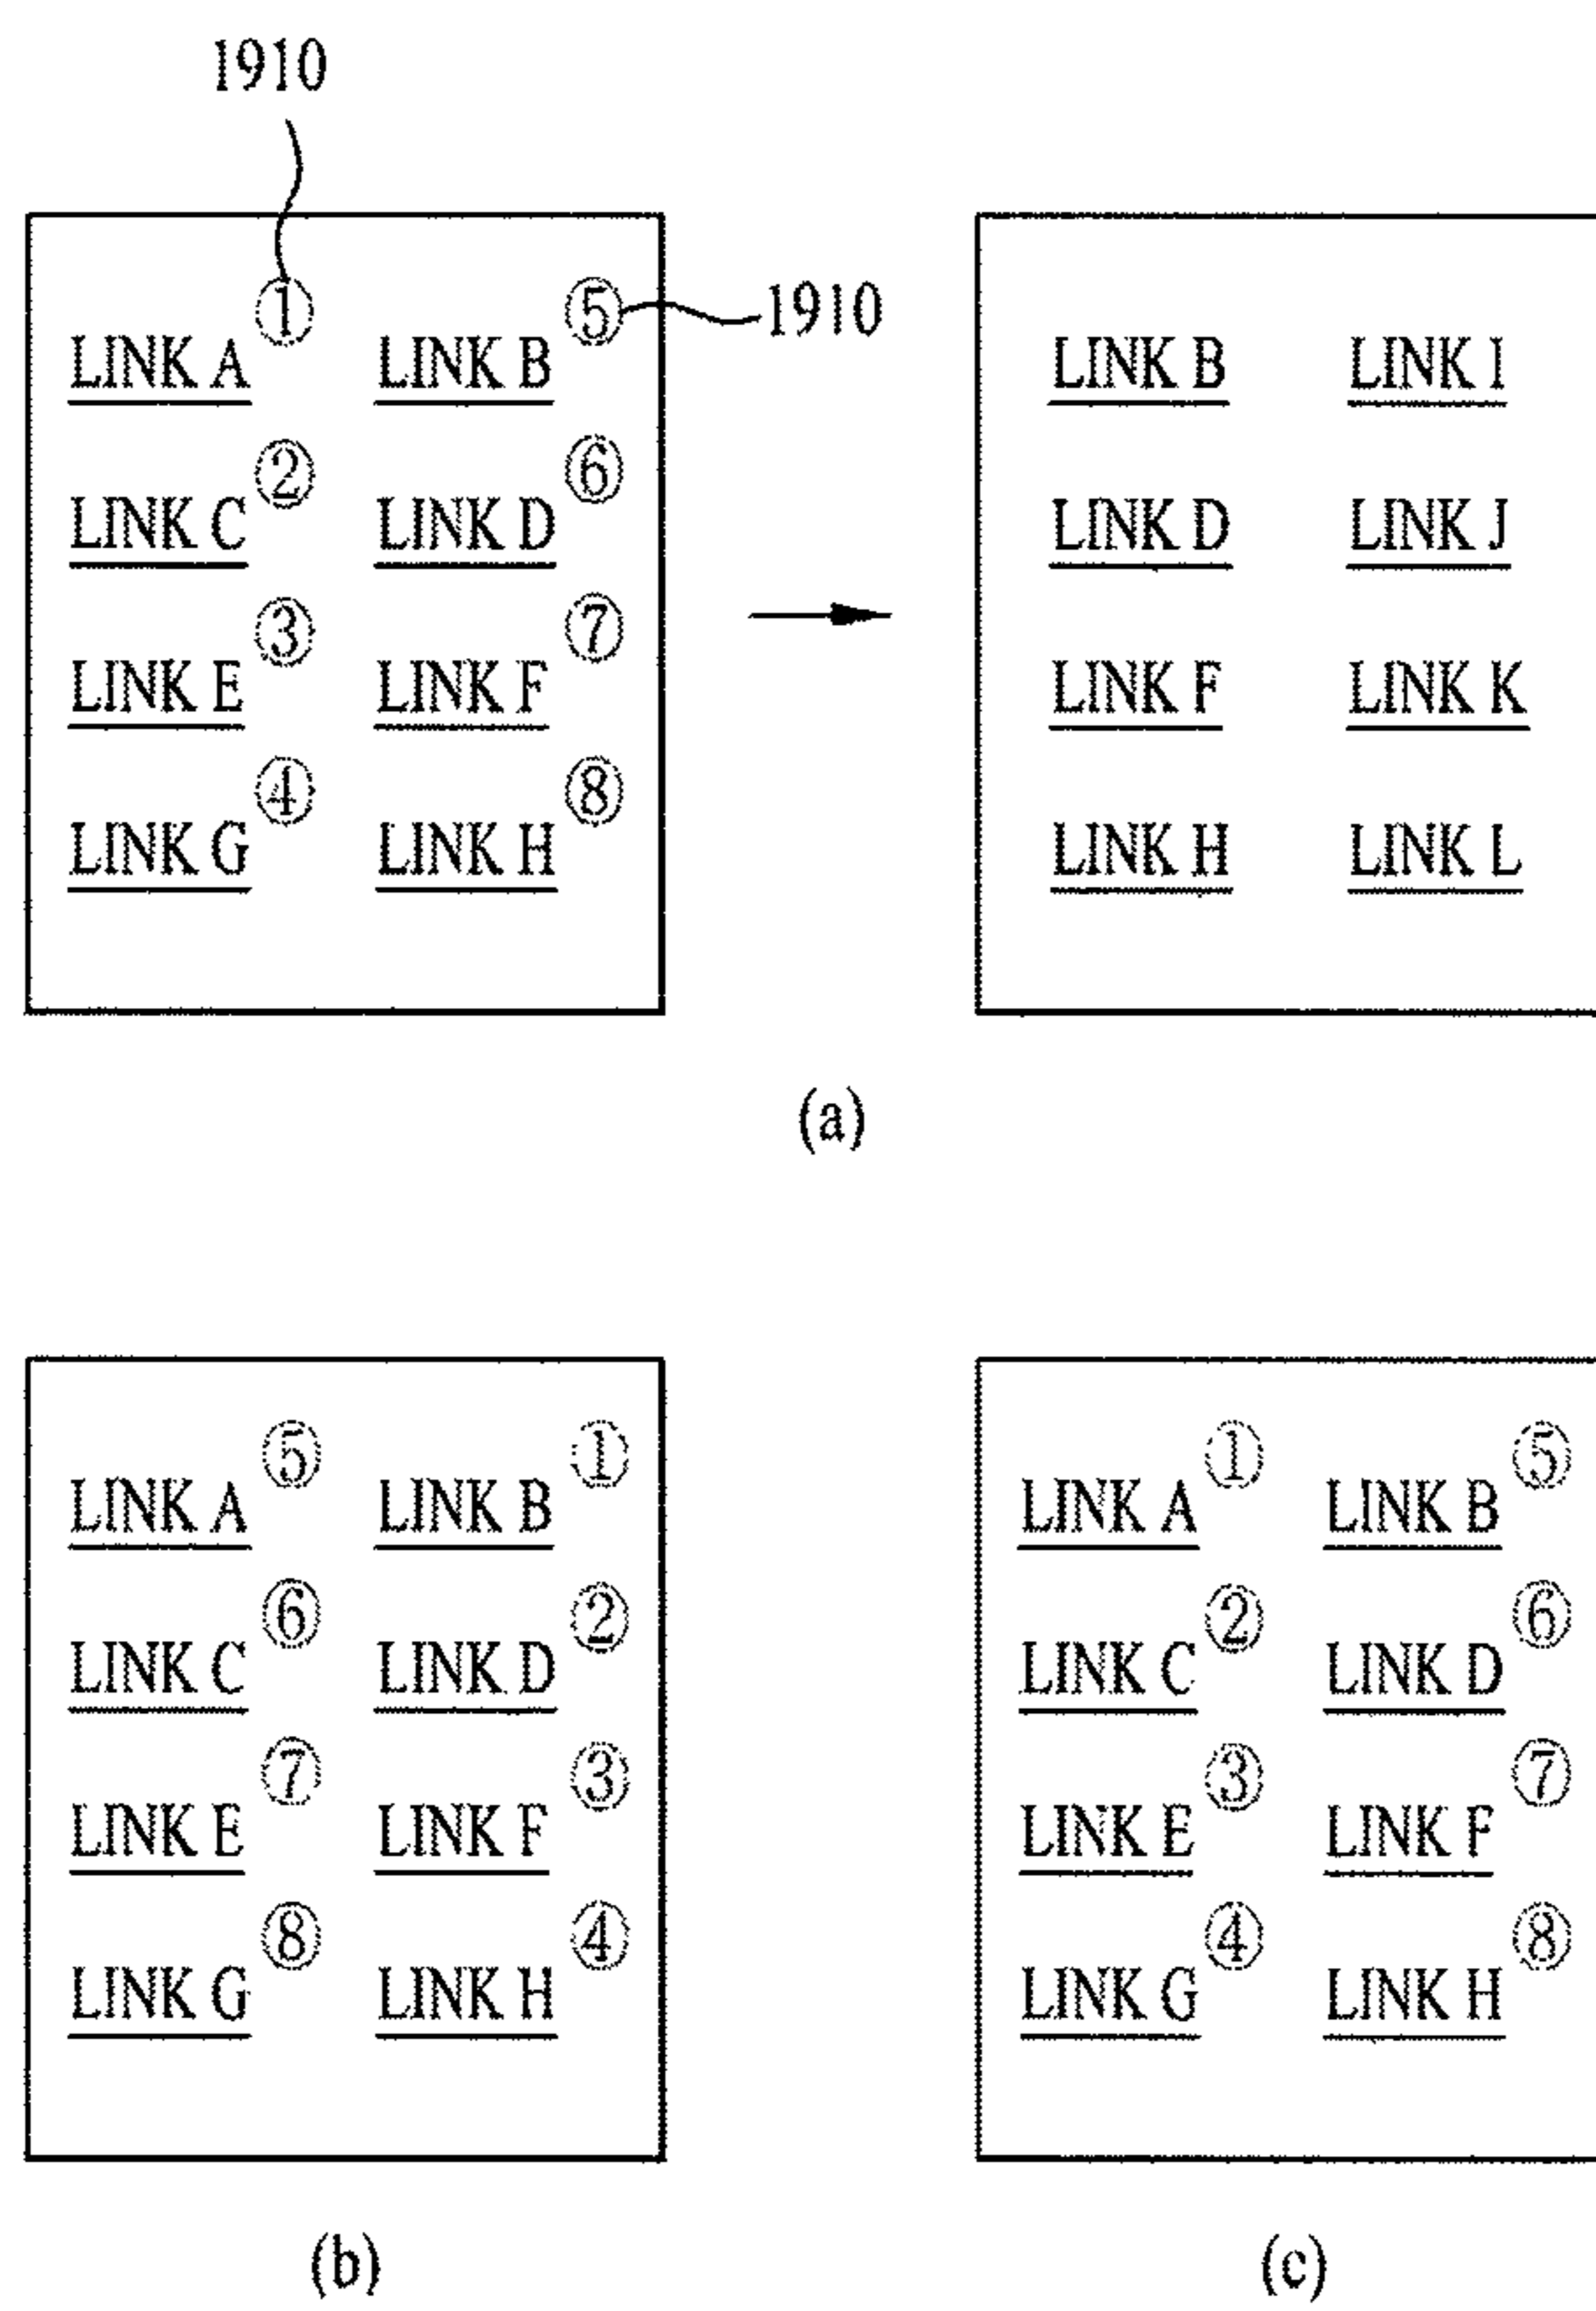 1910
① ⑤ 1910
LINK A LINK B LINK B LINK I
② ⑥
LINK C LINK D LINK D LINK J
③ ⑦
LINK E LINK F LINK F LINK K
④ ⑧
LINK G LINK H LINK H LINK L
(a)
⑤ ① ① ⑤
LINK A LINK B LINK A LINK B
⑥ ② ② ⑥
LINK C LINK D LINK C LINK D
⑦ ③ ③ ⑦
LINK E LINK F LINK E LINK F
⑧ ④ ④ ⑧
LINK G LINK H LINK G LINK H
(b) (c)